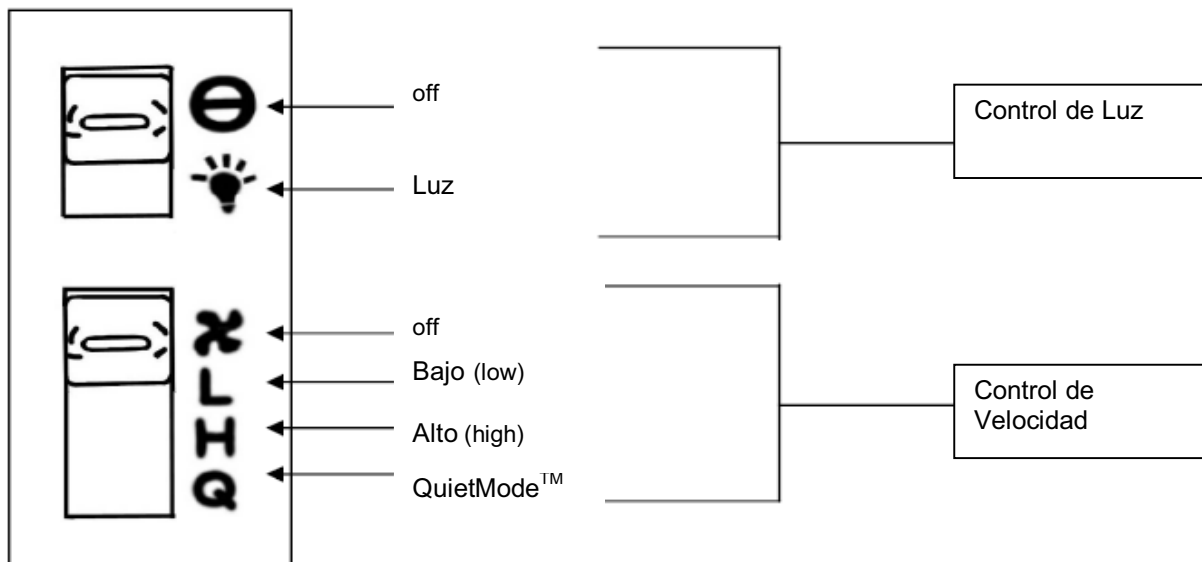 off
Luz
Control de Luz
off
L
Bajo (low)
H
Alto (high)
Q
QuietMode™
Control de
Velocidad